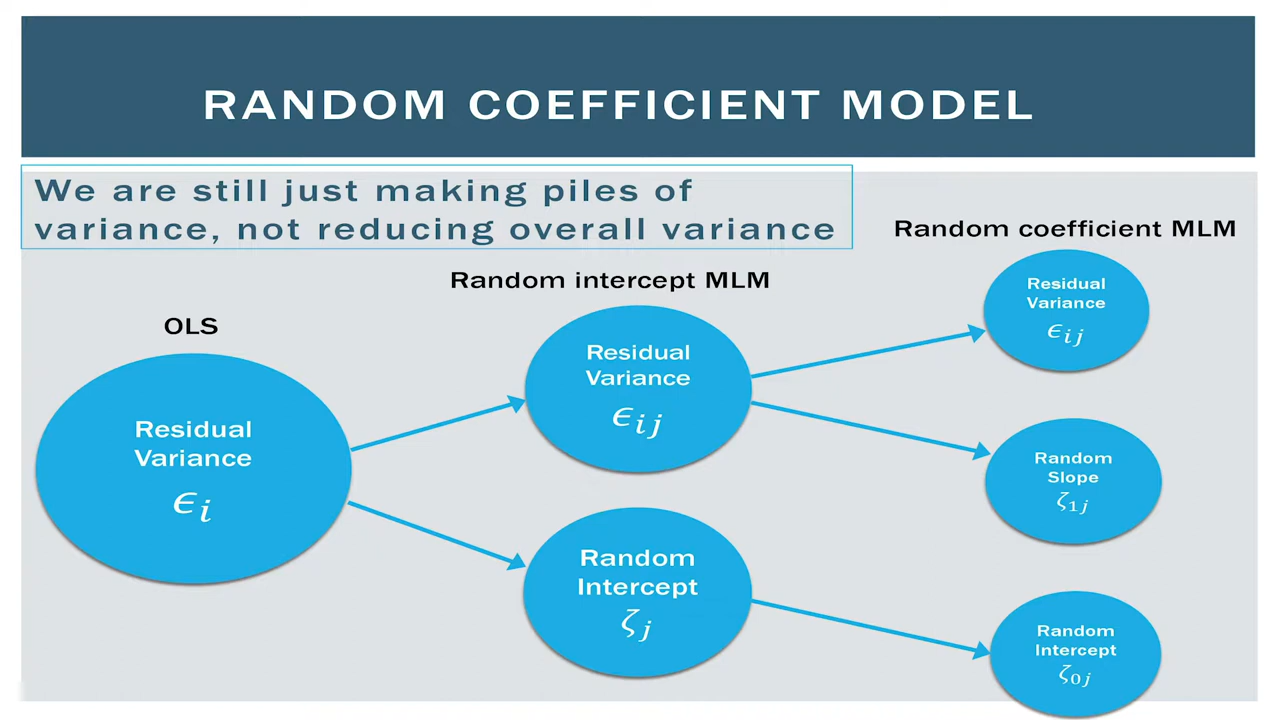 RANDOM COEFFICIENT MODEL
We are still just making piles of
variance, not reducing overall variance
OLS
Residual
Variance
ϵᵢ
Random intercept MLM
Residual
Variance
ϵᵢⱼ
Random
Intercept
ζⱼ
Random coefficient MLM
Residual
Variance
ϵᵢⱼ
Random
Slope
ζ₁ⱼ
Random
Intercept
ζ₀ⱼ